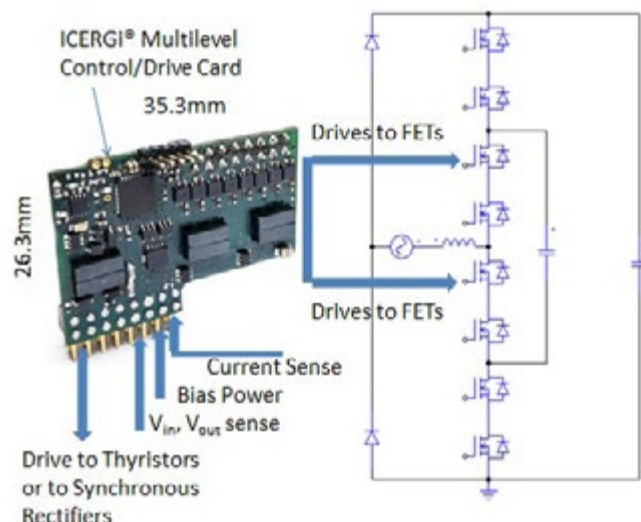 ICERGI® Multilevel
Control/Drive Card
35.3mm
26.3mm
Drives to FETs
Drives to FETs
Current Sense
Bias Power
Vin, Vout sense
Drive to Thyristors
or to Synchronous
Rectifiers